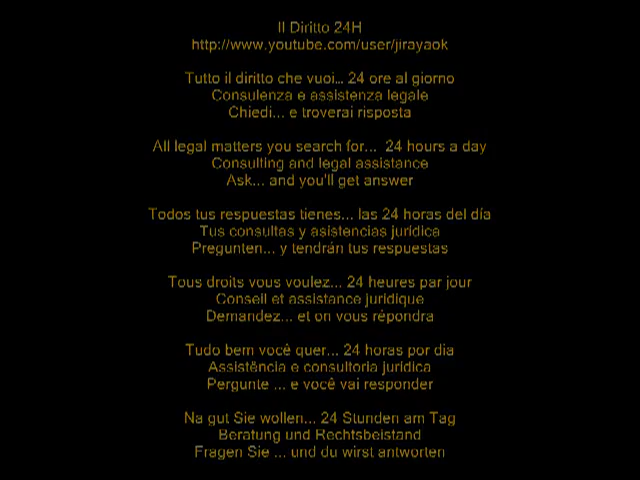 Il Diritto 24H
http://www.youtube.com/user/jirayaok
Tutto il diritto che vuoi... 24 ore al giorno
Consulenza e assistenza legale
Chiedi... e troverai risposta
All legal matters you search for...  24 hours a day
Consulting and legal assistance
Ask... and you'll get answer
Todos tus respuestas tienes... las 24 horas del día
Tus consultas y asistencias jurídica
Pregunten... y tendrán tus respuestas
Tous droits vous voulez... 24 heures par jour
Conseil et assistance juridique
Demandez... et on vous répondra
Tudo bem você quer... 24 horas por dia
Assistência e consultoria jurídica
Pergunte ... e você vai responder
Na gut Sie wollen... 24 Stunden am Tag
Beratung und Rechtsbeistand
Fragen Sie ... und du wirst antworten